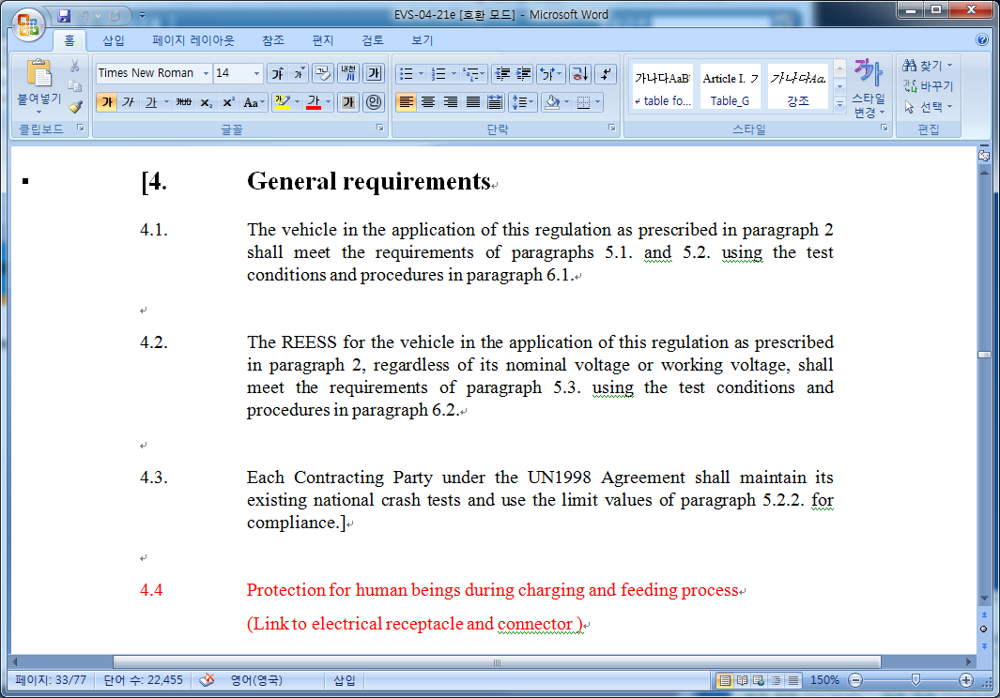 EVS-04-21e [호환 모드] - Microsoft Word
홈 삽입 페이지 레이아웃 참조 편지 검토 보기
Times New Roman 14
붙여넣기
가나다AaB Article I. 가 가나다Aa
table fo... Table_G 강조
스타일 변경
찾기
바꾸기
선택
클립보드 글꼴 단락 스타일 편집
[4. General requirements
4.1. The vehicle in the application of this regulation as prescribed in paragraph 2
shall meet the requirements of paragraphs 5.1. and 5.2. using the test
conditions and procedures in paragraph 6.1.
4.2. The REESS for the vehicle in the application of this regulation as prescribed
in paragraph 2, regardless of its nominal voltage or working voltage, shall
meet the requirements of paragraph 5.3. using the test conditions and
procedures in paragraph 6.2.
4.3. Each Contracting Party under the UN1998 Agreement shall maintain its
existing national crash tests and use the limit values of paragraph 5.2.2. for
compliance.]
4.4 Protection for human beings during charging and feeding process
(Link to electrical receptacle and connector )
페이지: 33/77 단어 수: 22,455 영어(영국) 삽입 150%